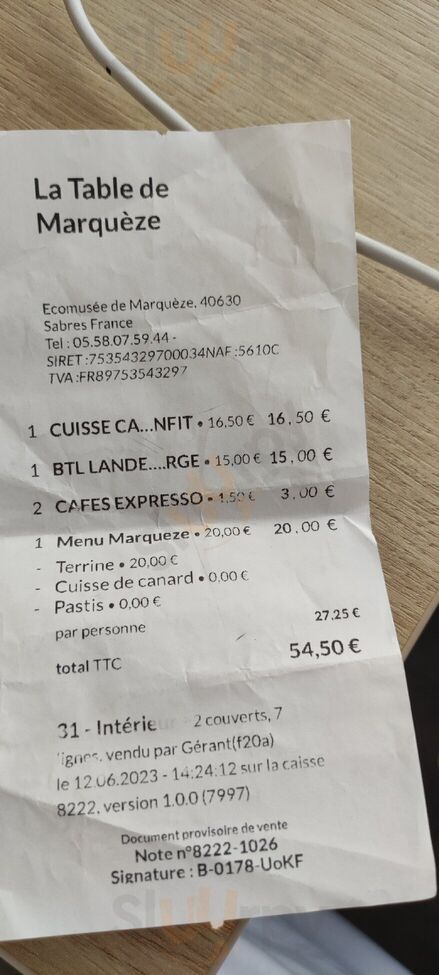 La Table de
Marquèze
Ecomusée de Marquèze, 40630
Sabres France
Tel : 05.58.07.59.44 -
SIRET :75354329700034NAF :5610C
TVA :FR89753543297
1 CUISSE CA...NFIT • 16,50 € 16,50 €
1 BTL LANDE....RGE • 15,00 € 15,00 €
2 CAFES EXPRESSO • 1,50 € 3,00 €
1 Menu Marqueze • 20,00 € 20,00 €
- Terrine • 20,00 €
- Cuisse de canard • 0,00 €
- Pastis • 0,00 €
par personne 27,25 €
total TTC 54,50 €
31 - Intérieur - 2 couverts, 7
lignes, vendu par Gérant(f20a)
le 12.06.2023 - 14:24:12 sur la caisse
8222, version 1.0.0 (7997)
Document provisoire de vente
Note n°8222-1026
Signature : B-0178-UoKF